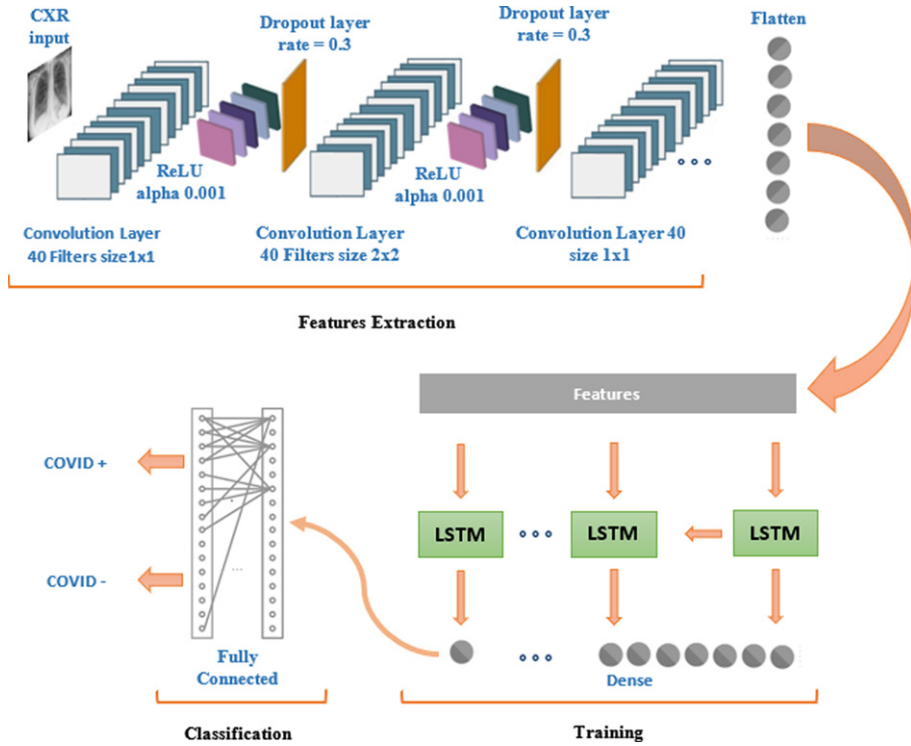 CXR
input
Dropout layer
rate = 0.3
Dropout layer
rate = 0.3
Flatten
ReLU
alpha 0.001
ReLU
alpha 0.001
Convolution Layer
40 Filters size1x1
Convolution Layer
40 Filters size 2x2
Convolution Layer 40
size 1x1
Features Extraction
Features
COVID +
LSTM
LSTM
LSTM
COVID -
Fully
Connected
Dense
Classification
Training